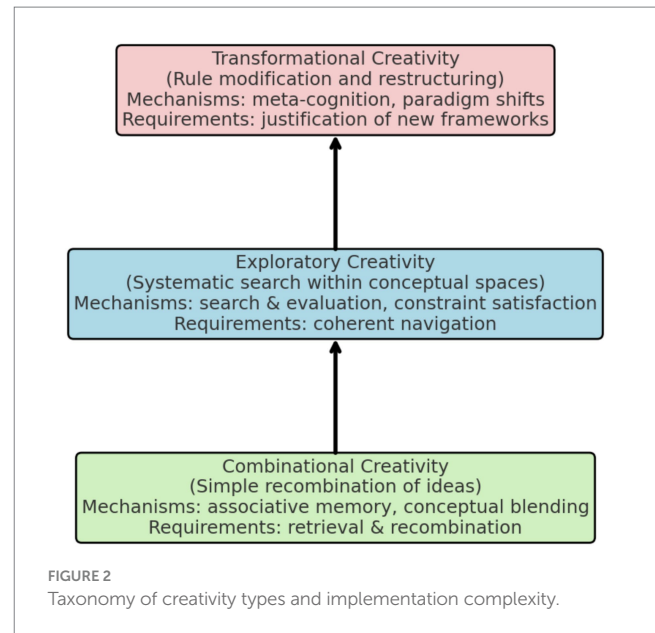 Transformational Creativity
(Rule modification and restructuring)
Mechanisms: meta-cognition, paradigm shifts
Requirements: justification of new frameworks
Exploratory Creativity
(Systematic search within conceptual spaces)
Mechanisms: search & evaluation, constraint satisfaction
Requirements: coherent navigation
Combinational Creativity
(Simple recombination of ideas)
Mechanisms: associative memory, conceptual blending
Requirements: retrieval & recombination
FIGURE 2
Taxonomy of creativity types and implementation complexity.